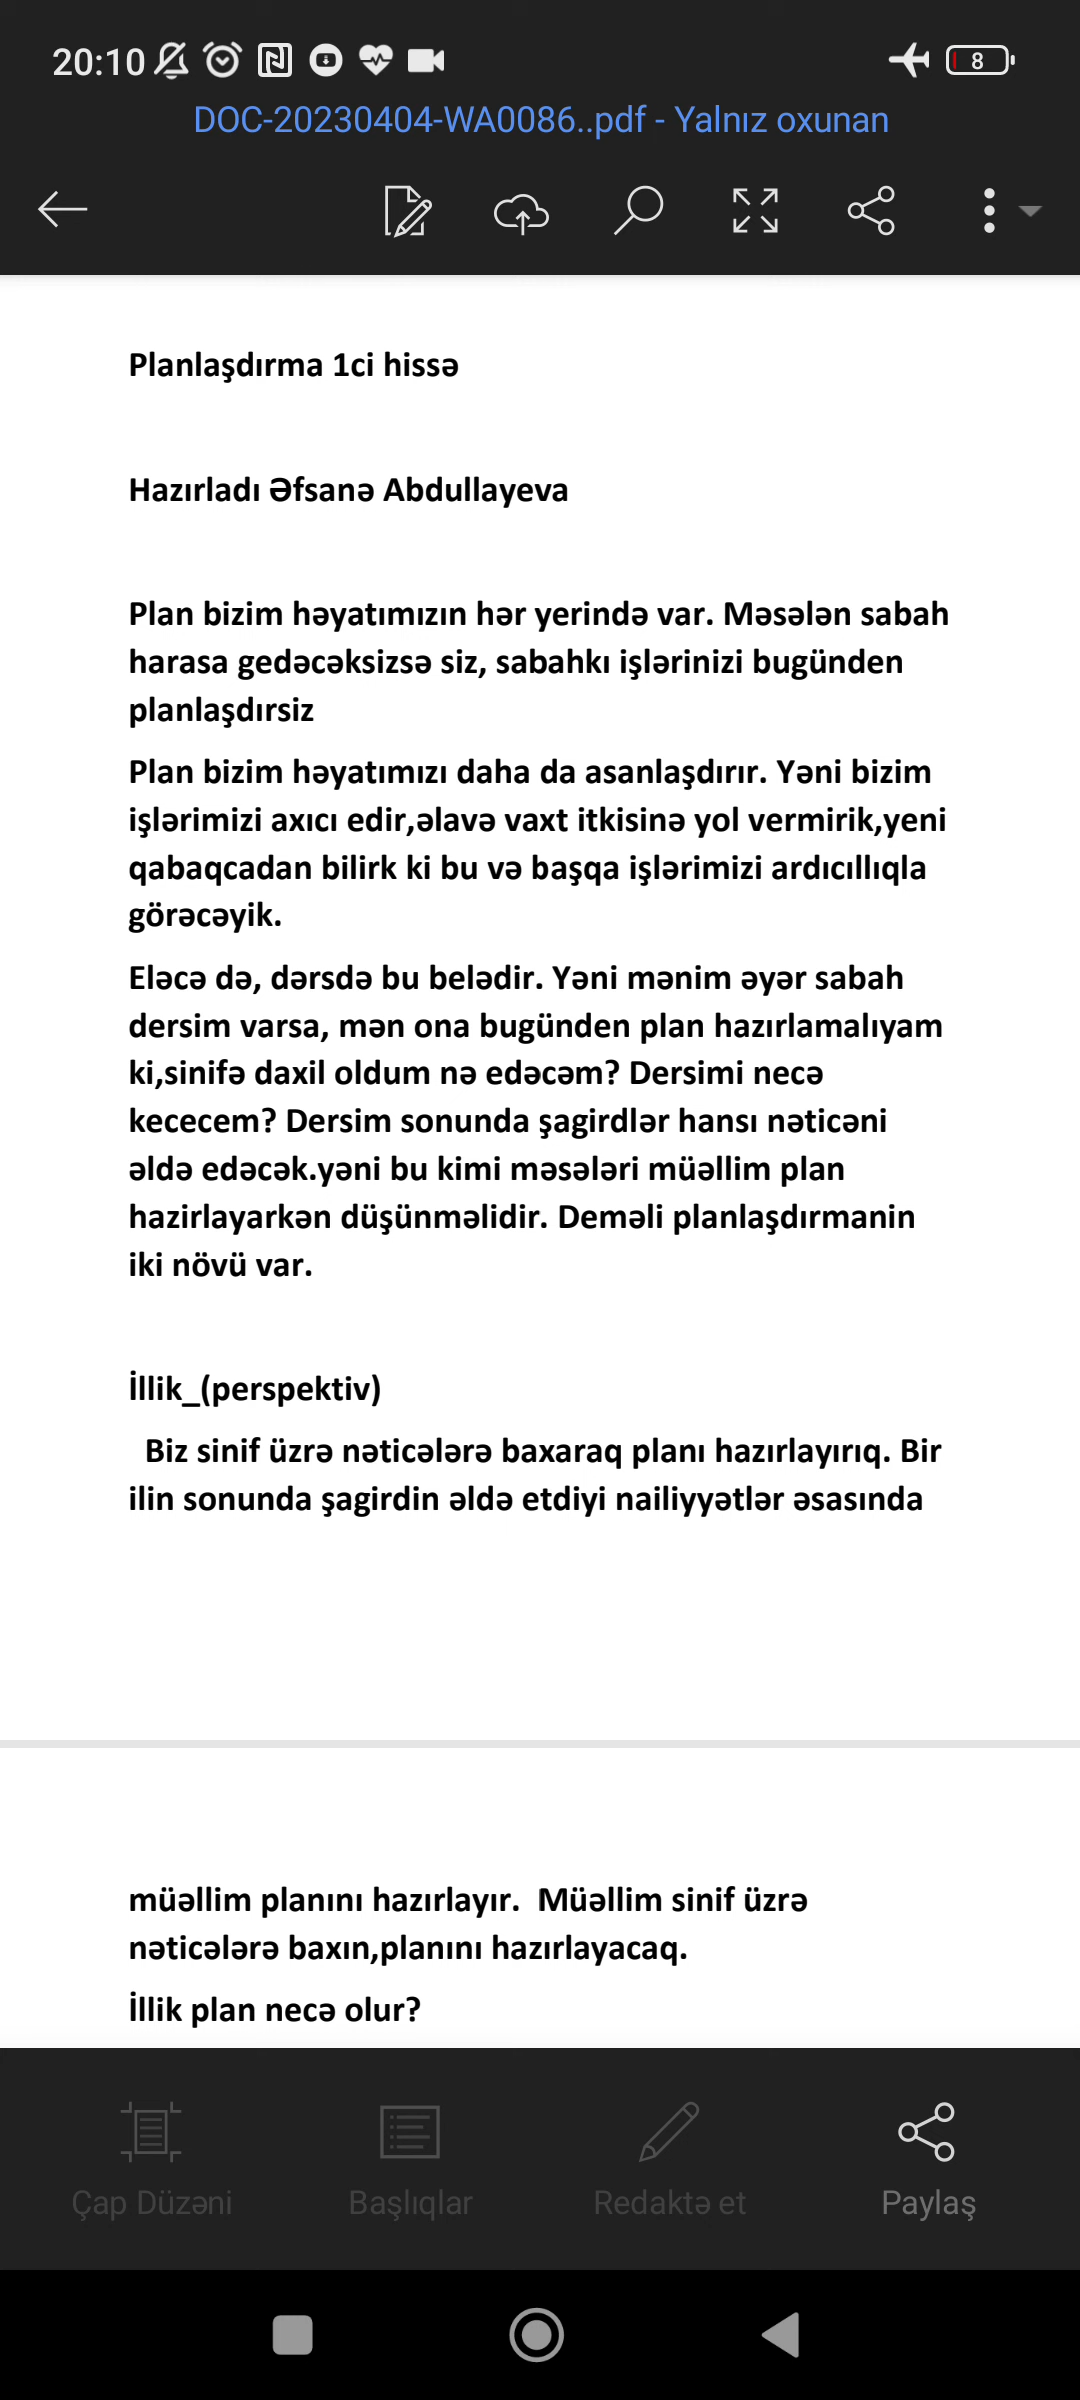 20:10
8
DOC-20230404-WA0086..pdf - Yalnız oxunan
Planlaşdırma 1ci hissə
Hazırladı Əfsanə Abdullayeva
Plan bizim həyatımızın hər yerində var. Məsələn sabah
harasa gedəcəksizsə siz, sabahkı işlərinizi bugünden
planlaşdırsiz
Plan bizim həyatımızı daha da asanlaşdırır. Yəni bizim
işlərimizi axıcı edir,əlavə vaxt itkisinə yol vermirik,yeni
qabaqcadan bilirk ki bu və başqa işlərimizi ardıcıllıqla
görəcəyik.
Eləcə də, dərsdə bu belədir. Yəni mənim əyər sabah
dersim varsa, mən ona bugünden plan hazırlamalıyam
ki,sinifə daxil oldum nə edəcəm? Dersimi necə
kececem? Dersim sonunda şagirdlər hansı nəticəni
əldə edəcək.yəni bu kimi məsələri müəllim plan
hazirlayarkən düşünməlidir. Deməli planlaşdırmanin
iki növü var.
İllik_(perspektiv)
Biz sinif üzrə nəticələrə baxaraq planı hazırlayırıq. Bir
ilin sonunda şagirdin əldə etdiyi nailiyyətlər əsasında
müəllim planını hazırlayır.  Müəllim sinif üzrə
nəticələrə baxın,planını hazırlayacaq.
İllik plan necə olur?
Çap Düzəni
Başlıqlar
Redaktə et
Paylaş